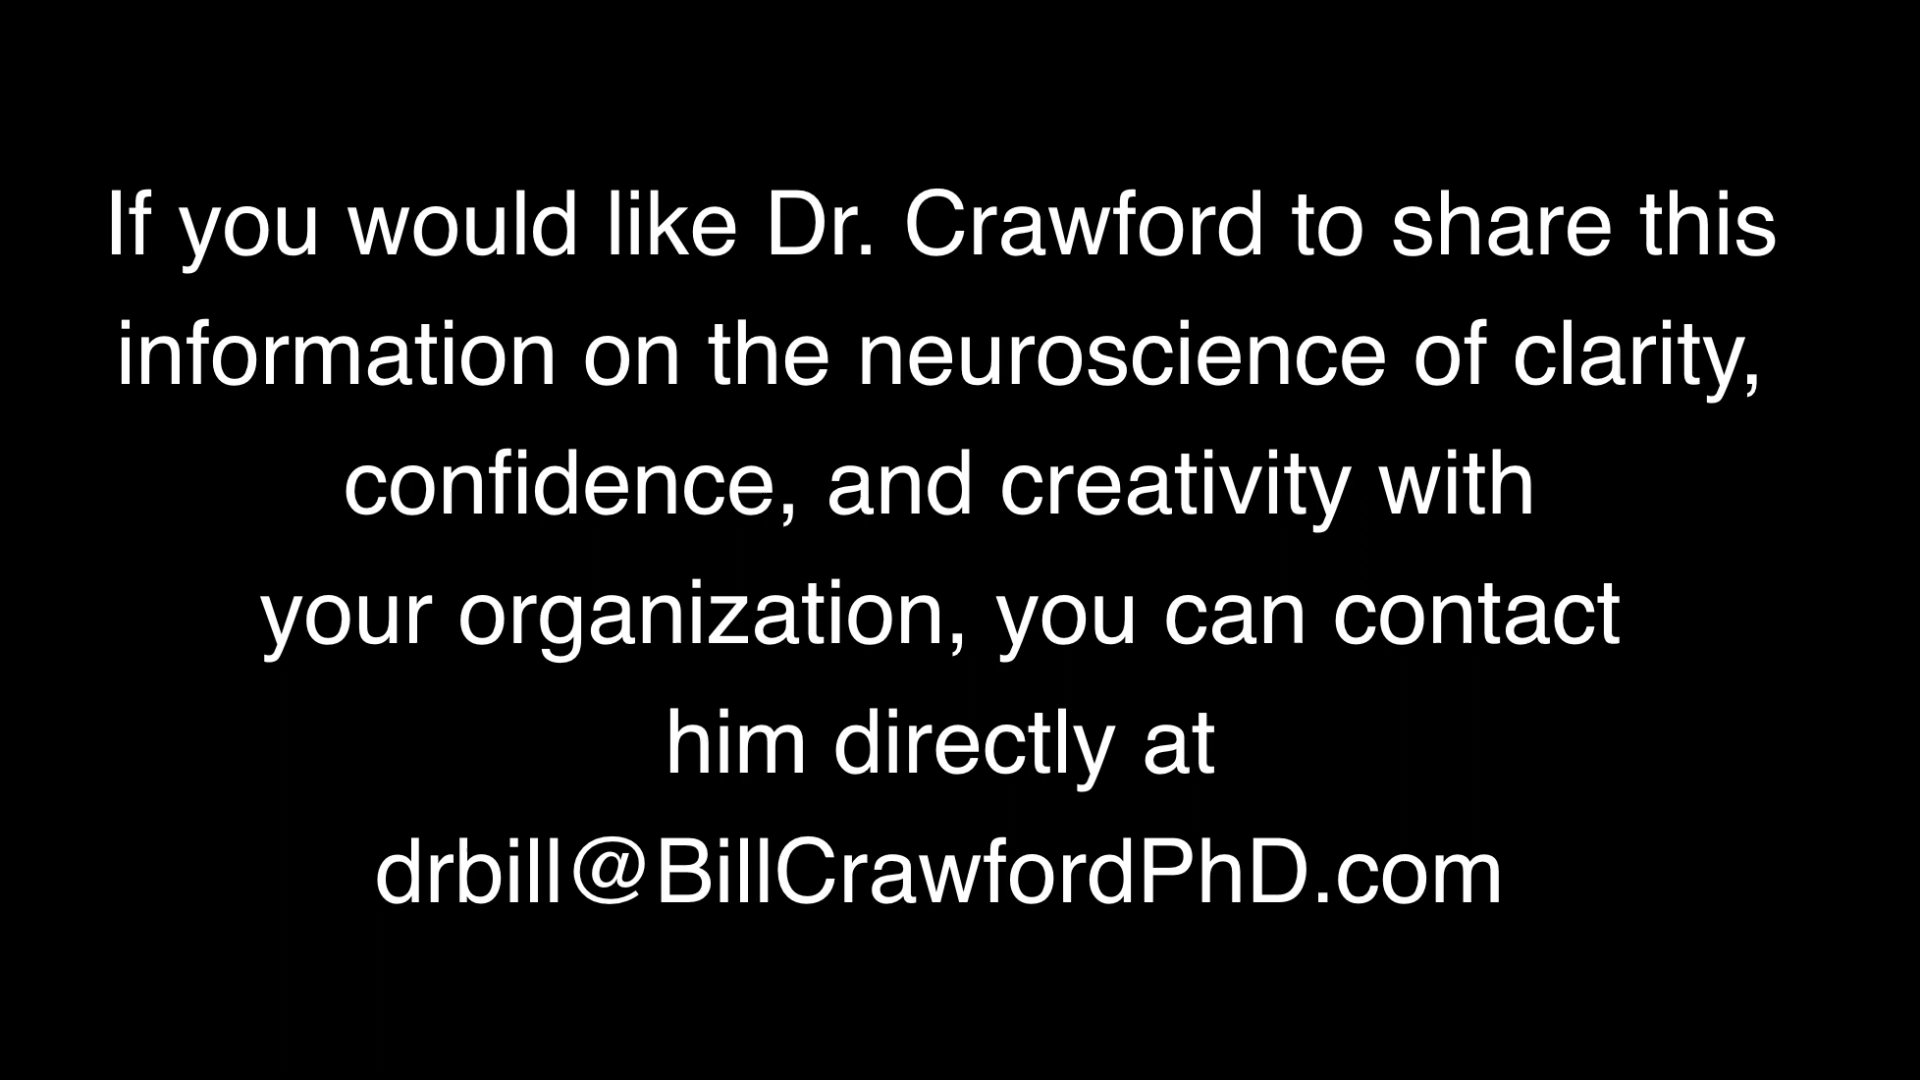 If you would like Dr. Crawford to share this
information on the neuroscience of clarity,
confidence, and creativity with
your organization, you can contact
him directly at
drbill@BillCrawfordPhD.com